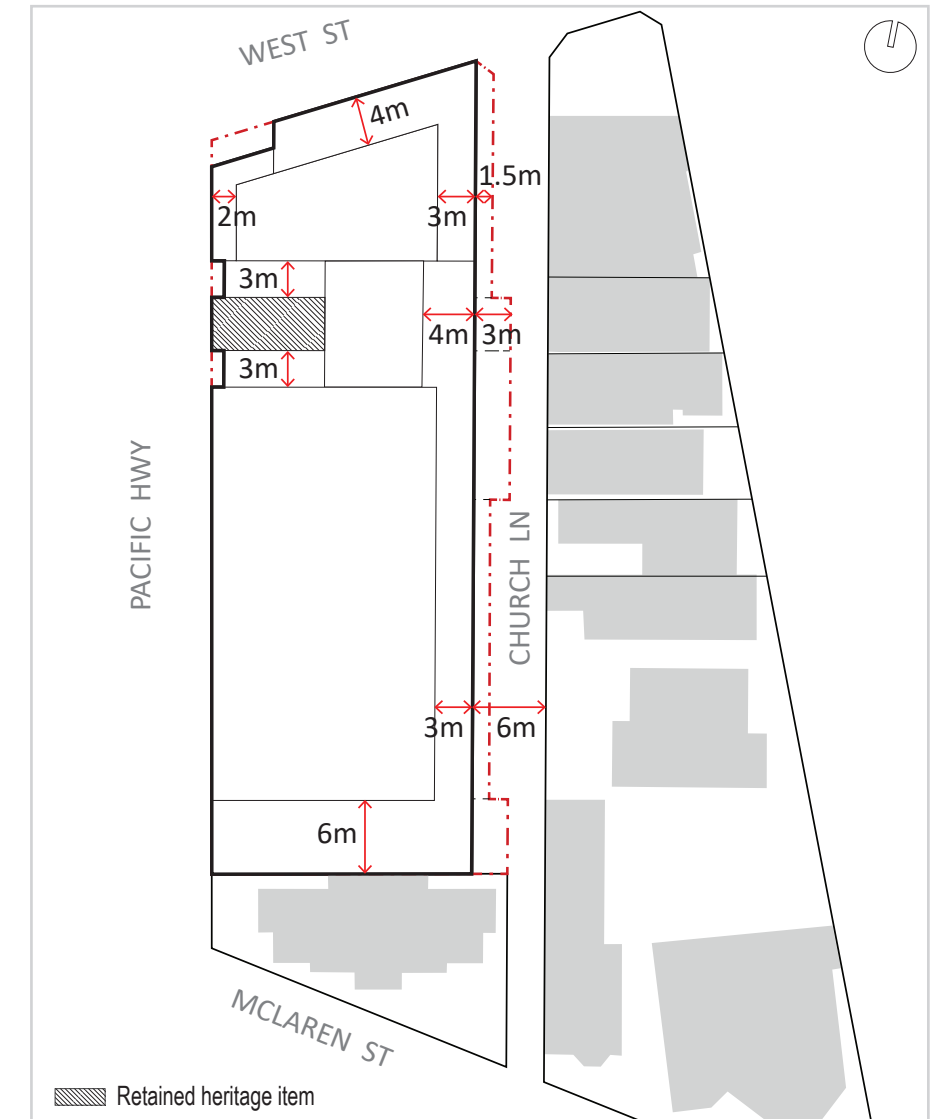 WEST ST
4m
1.5m
2m
3m
3m
4m
3m
3m
PACIFIC HWY
CHURCH LN
3m
6m
6m
MCLAREN ST
Retained heritage item